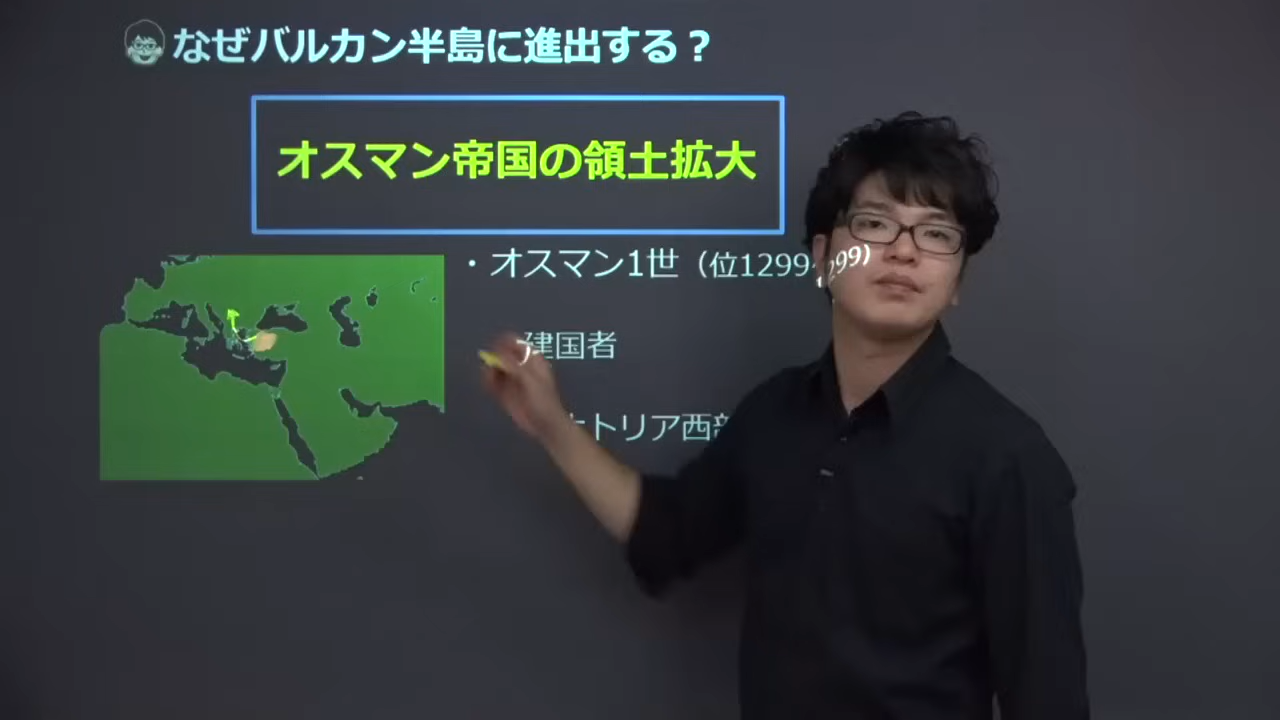 なぜバルカン半島に進出する？
オスマン帝国の領土拡大
・オスマン1世（位1299 299）
建国者
トリア西部